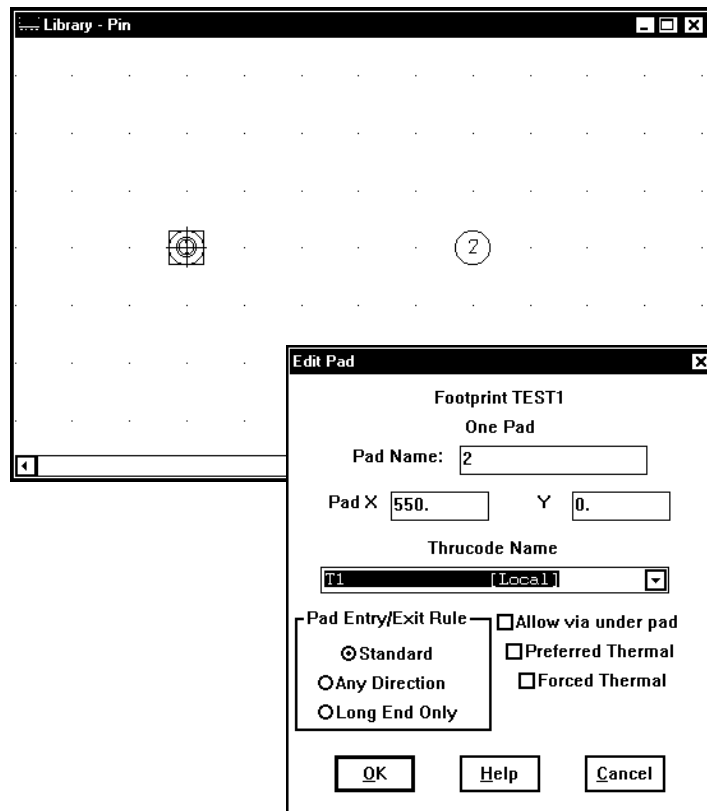 Library - Pin
2
Edit Pad
Footprint TEST1
One Pad
Pad Name: 2
Pad X 550. Y 0.
Thrucode Name
T1 [Local]
Pad Entry/Exit Rule
Standard
Any Direction
Long End Only
Allow via under pad
Preferred Thermal
Forced Thermal
OK Help Cancel